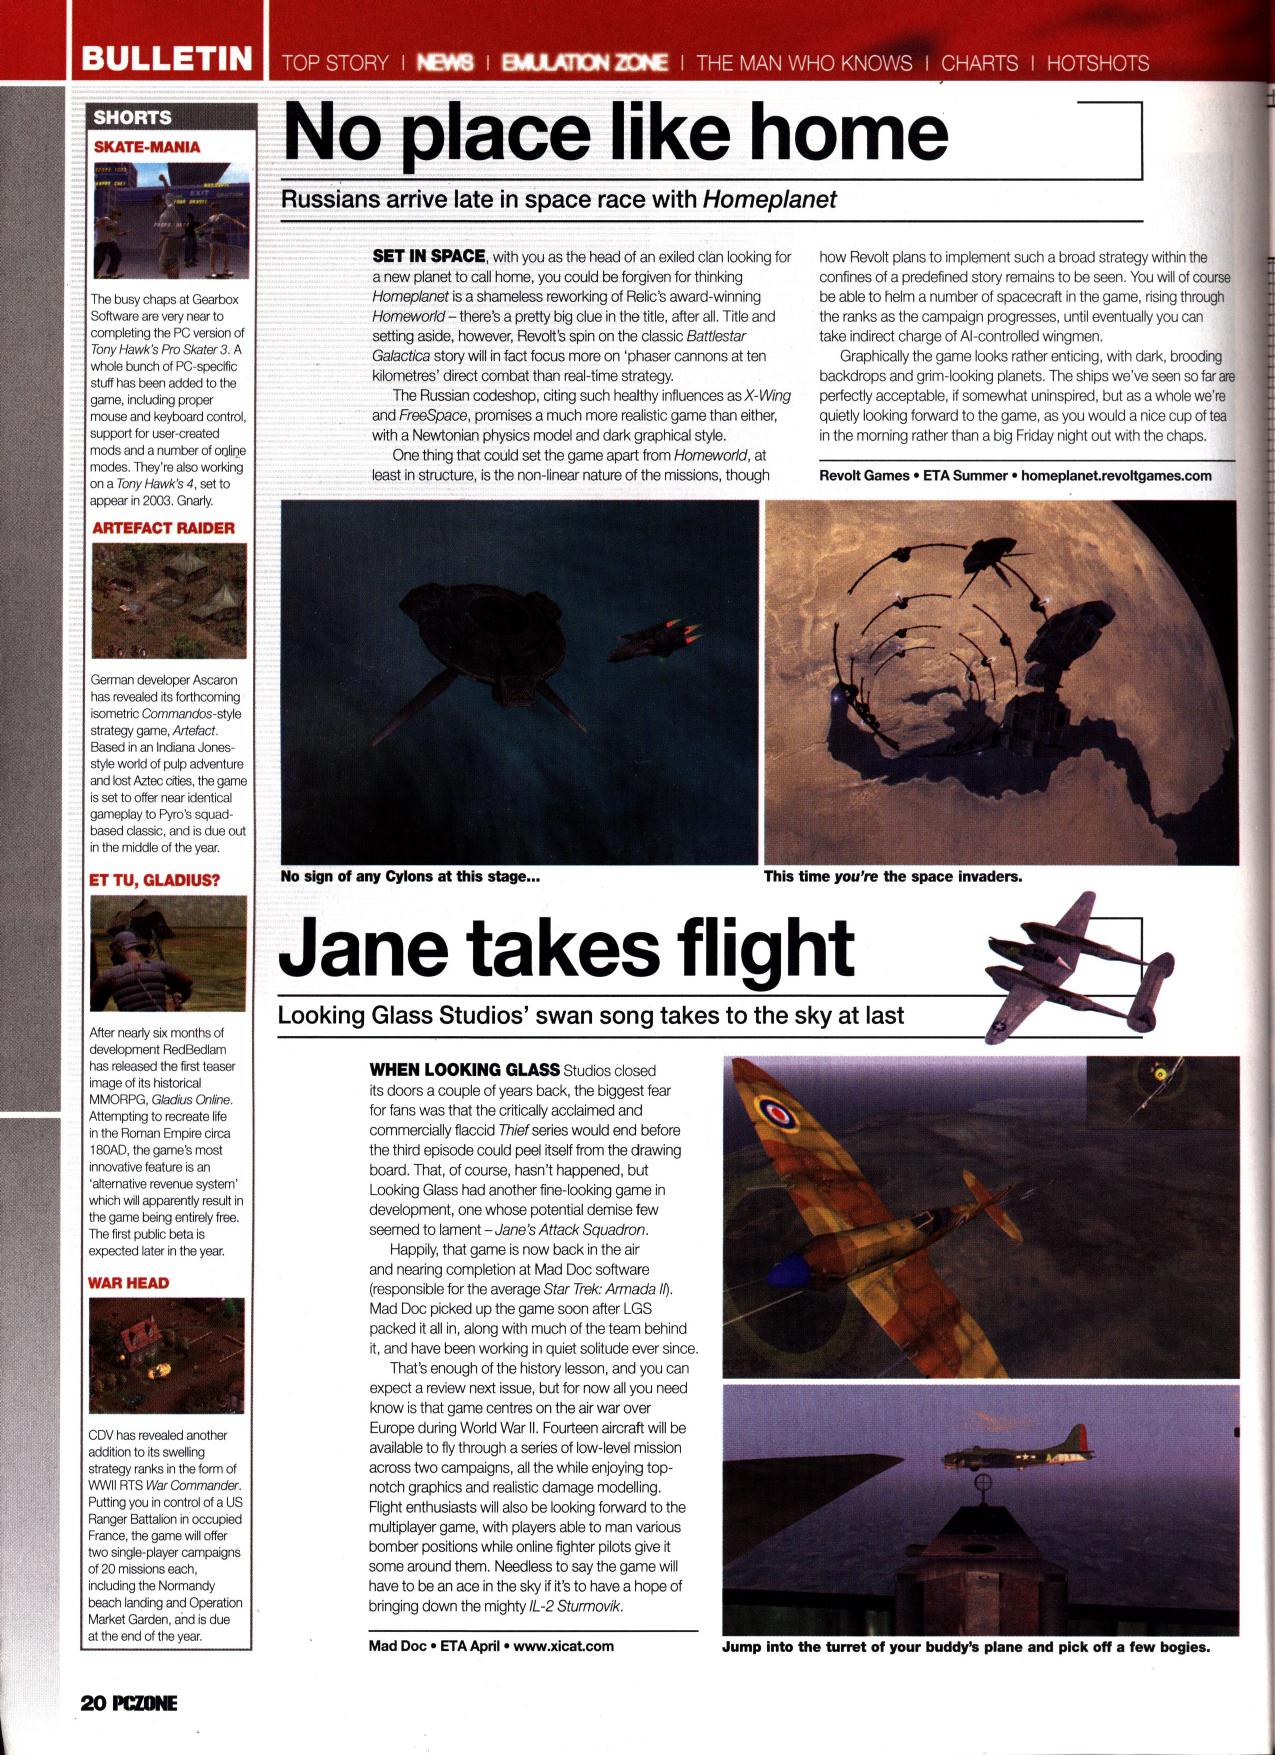 BULLETIN
TOP STORY | NEWS | EMULATION ZONE | THE MAN WHO KNOWS | CHARTS | HOTSHOTS
SHORTS
SKATE-MANIA
The busy chaps at Gearbox
Software are very near to
completing the PC version of
Tony Hawk's Pro Skater 3. A
whole bunch of PC-specific
stuff has been added to the
game, including proper
mouse and keyboard control,
support for user-created
mods and a number of online
modes. They're also working
on a Tony Hawk's 4, set to
appear in 2003. Gnarly.
ARTEFACT RAIDER
German developer Ascaron
has revealed its forthcoming
isometric Commandos-style
strategy game, Artefact.
Based in an Indiana Jones-
style world of pulp adventure
and lost Aztec cities, the game
is set to offer near identical
gameplay to Pyro's squad-
based classic, and is due out
in the middle of the year.
ET TU, GLADIUS?
After nearly six months of
development RedBedlam
has released the first teaser
image of its historical
MMORPG, Gladius Online.
Attempting to recreate life
in the Roman Empire circa
180AD, the game's most
innovative feature is an
'alternative revenue system'
which will apparently result in
the game being entirely free.
The first public beta is
expected later in the year.
WAR HEAD
CDV has revealed another
addition to its swelling
strategy ranks in the form of
WWII RTS War Commander.
Putting you in control of a US
Ranger Battalion in occupied
France, the game will offer
two single-player campaigns
of 20 missions each,
including the Normandy
beach landing and Operation
Market Garden, and is due
at the end of the year.
No place like home
Russians arrive late in space race with Homeplanet
SET IN SPACE, with you as the head of an exiled clan looking for
a new planet to call home, you could be forgiven for thinking
Homeplanet is a shameless reworking of Relic's award-winning
Homeworld – there's a pretty big clue in the title, after all. Title and
setting aside, however, Revolt's spin on the classic Battlestar
Galactica story will in fact focus more on 'phaser cannons at ten
kilometres' direct combat than real-time strategy.
The Russian codeshop, citing such healthy influences as X-Wing
and FreeSpace, promises a much more realistic game than either,
with a Newtonian physics model and dark graphical style.
One thing that could set the game apart from Homeworld, at
least in structure, is the non-linear nature of the missions, though
how Revolt plans to implement such a broad strategy within the
confines of a predefined story remains to be seen. You will of course
be able to helm a number of spacecraft in the game, rising through
the ranks as the campaign progresses, until eventually you can
take indirect charge of AI-controlled wingmen.
Graphically the game looks rather enticing, with dark, brooding
backdrops and grim-looking planets. The ships we've seen so far are
perfectly acceptable, if somewhat uninspired, but as a whole we're
quietly looking forward to the game, as you would a nice cup of tea
in the morning rather than a big Friday night out with the chaps.
Revolt Games • ETA Summer • homeplanet.revoltgames.com
No sign of any Cylons at this stage...
This time you're the space invaders.
Jane takes flight
Looking Glass Studios' swan song takes to the sky at last
WHEN LOOKING GLASS Studios closed
its doors a couple of years back, the biggest fear
for fans was that the critically acclaimed and
commercially flaccid Thief series would end before
the third episode could peel itself from the drawing
board. That, of course, hasn't happened, but
Looking Glass had another fine-looking game in
development, one whose potential demise few
seemed to lament – Jane's Attack Squadron.
Happily, that game is now back in the air
and nearing completion at Mad Doc software
(responsible for the average Star Trek: Armada II).
Mad Doc picked up the game soon after LGS
packed it all in, along with much of the team behind
it, and have been working in quiet solitude ever since.
That's enough of the history lesson, and you can
expect a review next issue, but for now all you need
know is that game centres on the air war over
Europe during World War II. Fourteen aircraft will be
available to fly through a series of low-level mission
across two campaigns, all the while enjoying top-
notch graphics and realistic damage modelling.
Flight enthusiasts will also be looking forward to the
multiplayer game, with players able to man various
bomber positions while online fighter pilots give it
some around them. Needless to say the game will
have to be an ace in the sky if it's to have a hope of
bringing down the mighty IL-2 Sturmovik.
Mad Doc • ETA April • www.xicat.com
Jump into the turret of your buddy's plane and pick off a few bogies.
20 PCZONE